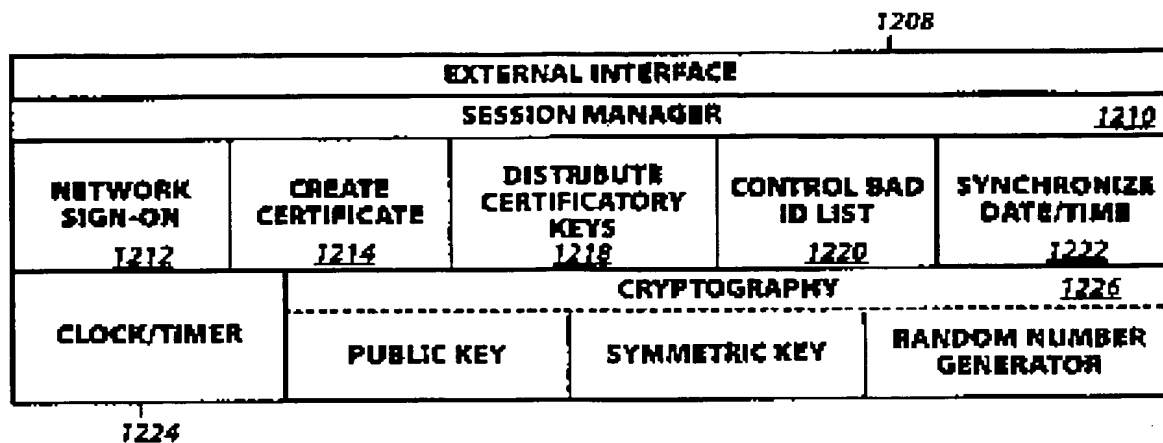 1208
EXTERNAL INTERFACE
SESSION MANAGER 1210
NETWORK SIGN-ON 1212
CREATE CERTIFICATE 1214
DISTRIBUTE CERTIFICATORY KEYS 1218
CONTROL BAD ID LIST 1220
SYNCHRONIZE DATE/TIME 1222
CLOCK/TIMER
CRYPTOGRAPHY 1226
PUBLIC KEY
SYMMETRIC KEY
RANDOM NUMBER GENERATOR
1224